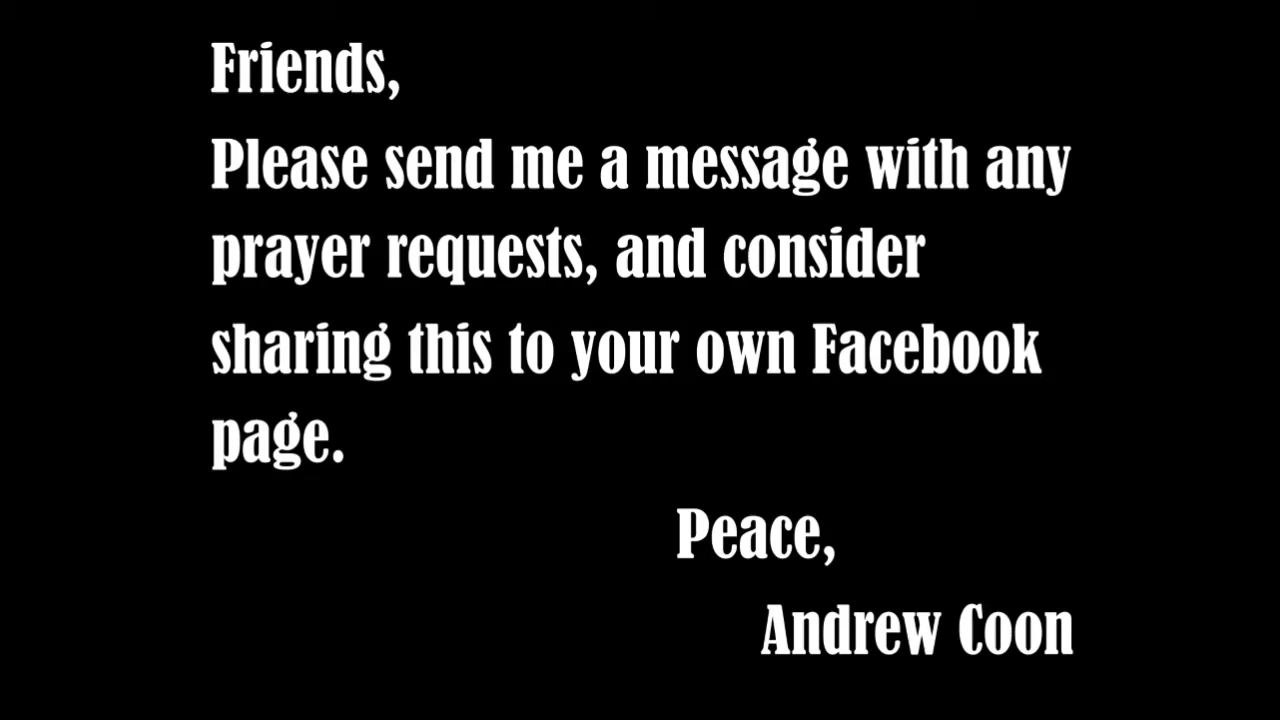 Friends,
Please send me a message with any
prayer requests, and consider
sharing this to your own Facebook
page.
Peace,
Andrew Coon